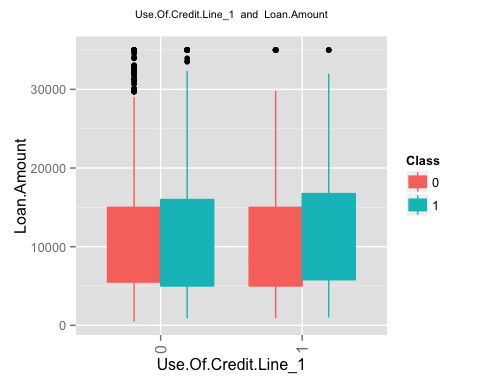 Use.Of.Credit.Line_1 and Loan.Amount
Loan.Amount
30000
20000
10000
0
0
1
Use.Of.Credit.Line_1
Class
0
1